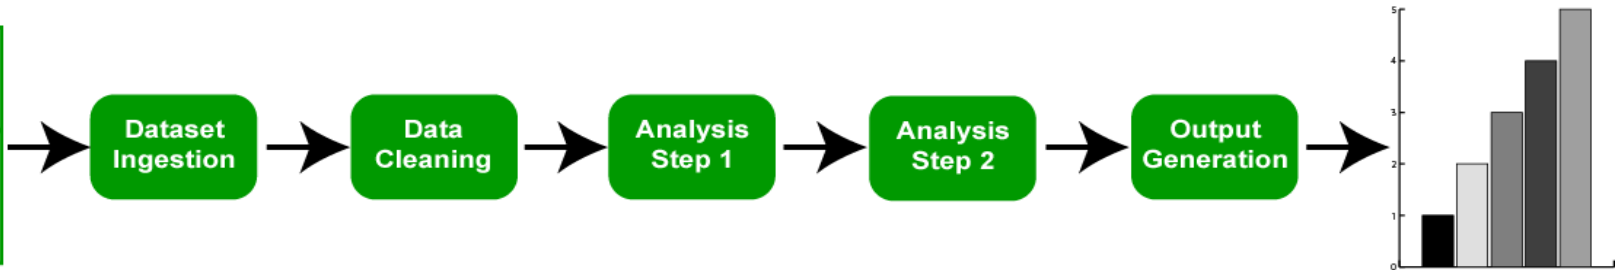 Dataset
Ingestion
Data
Cleaning
Analysis
Step 1
Analysis
Step 2
Output
Generation
5
4
3
2
1
0